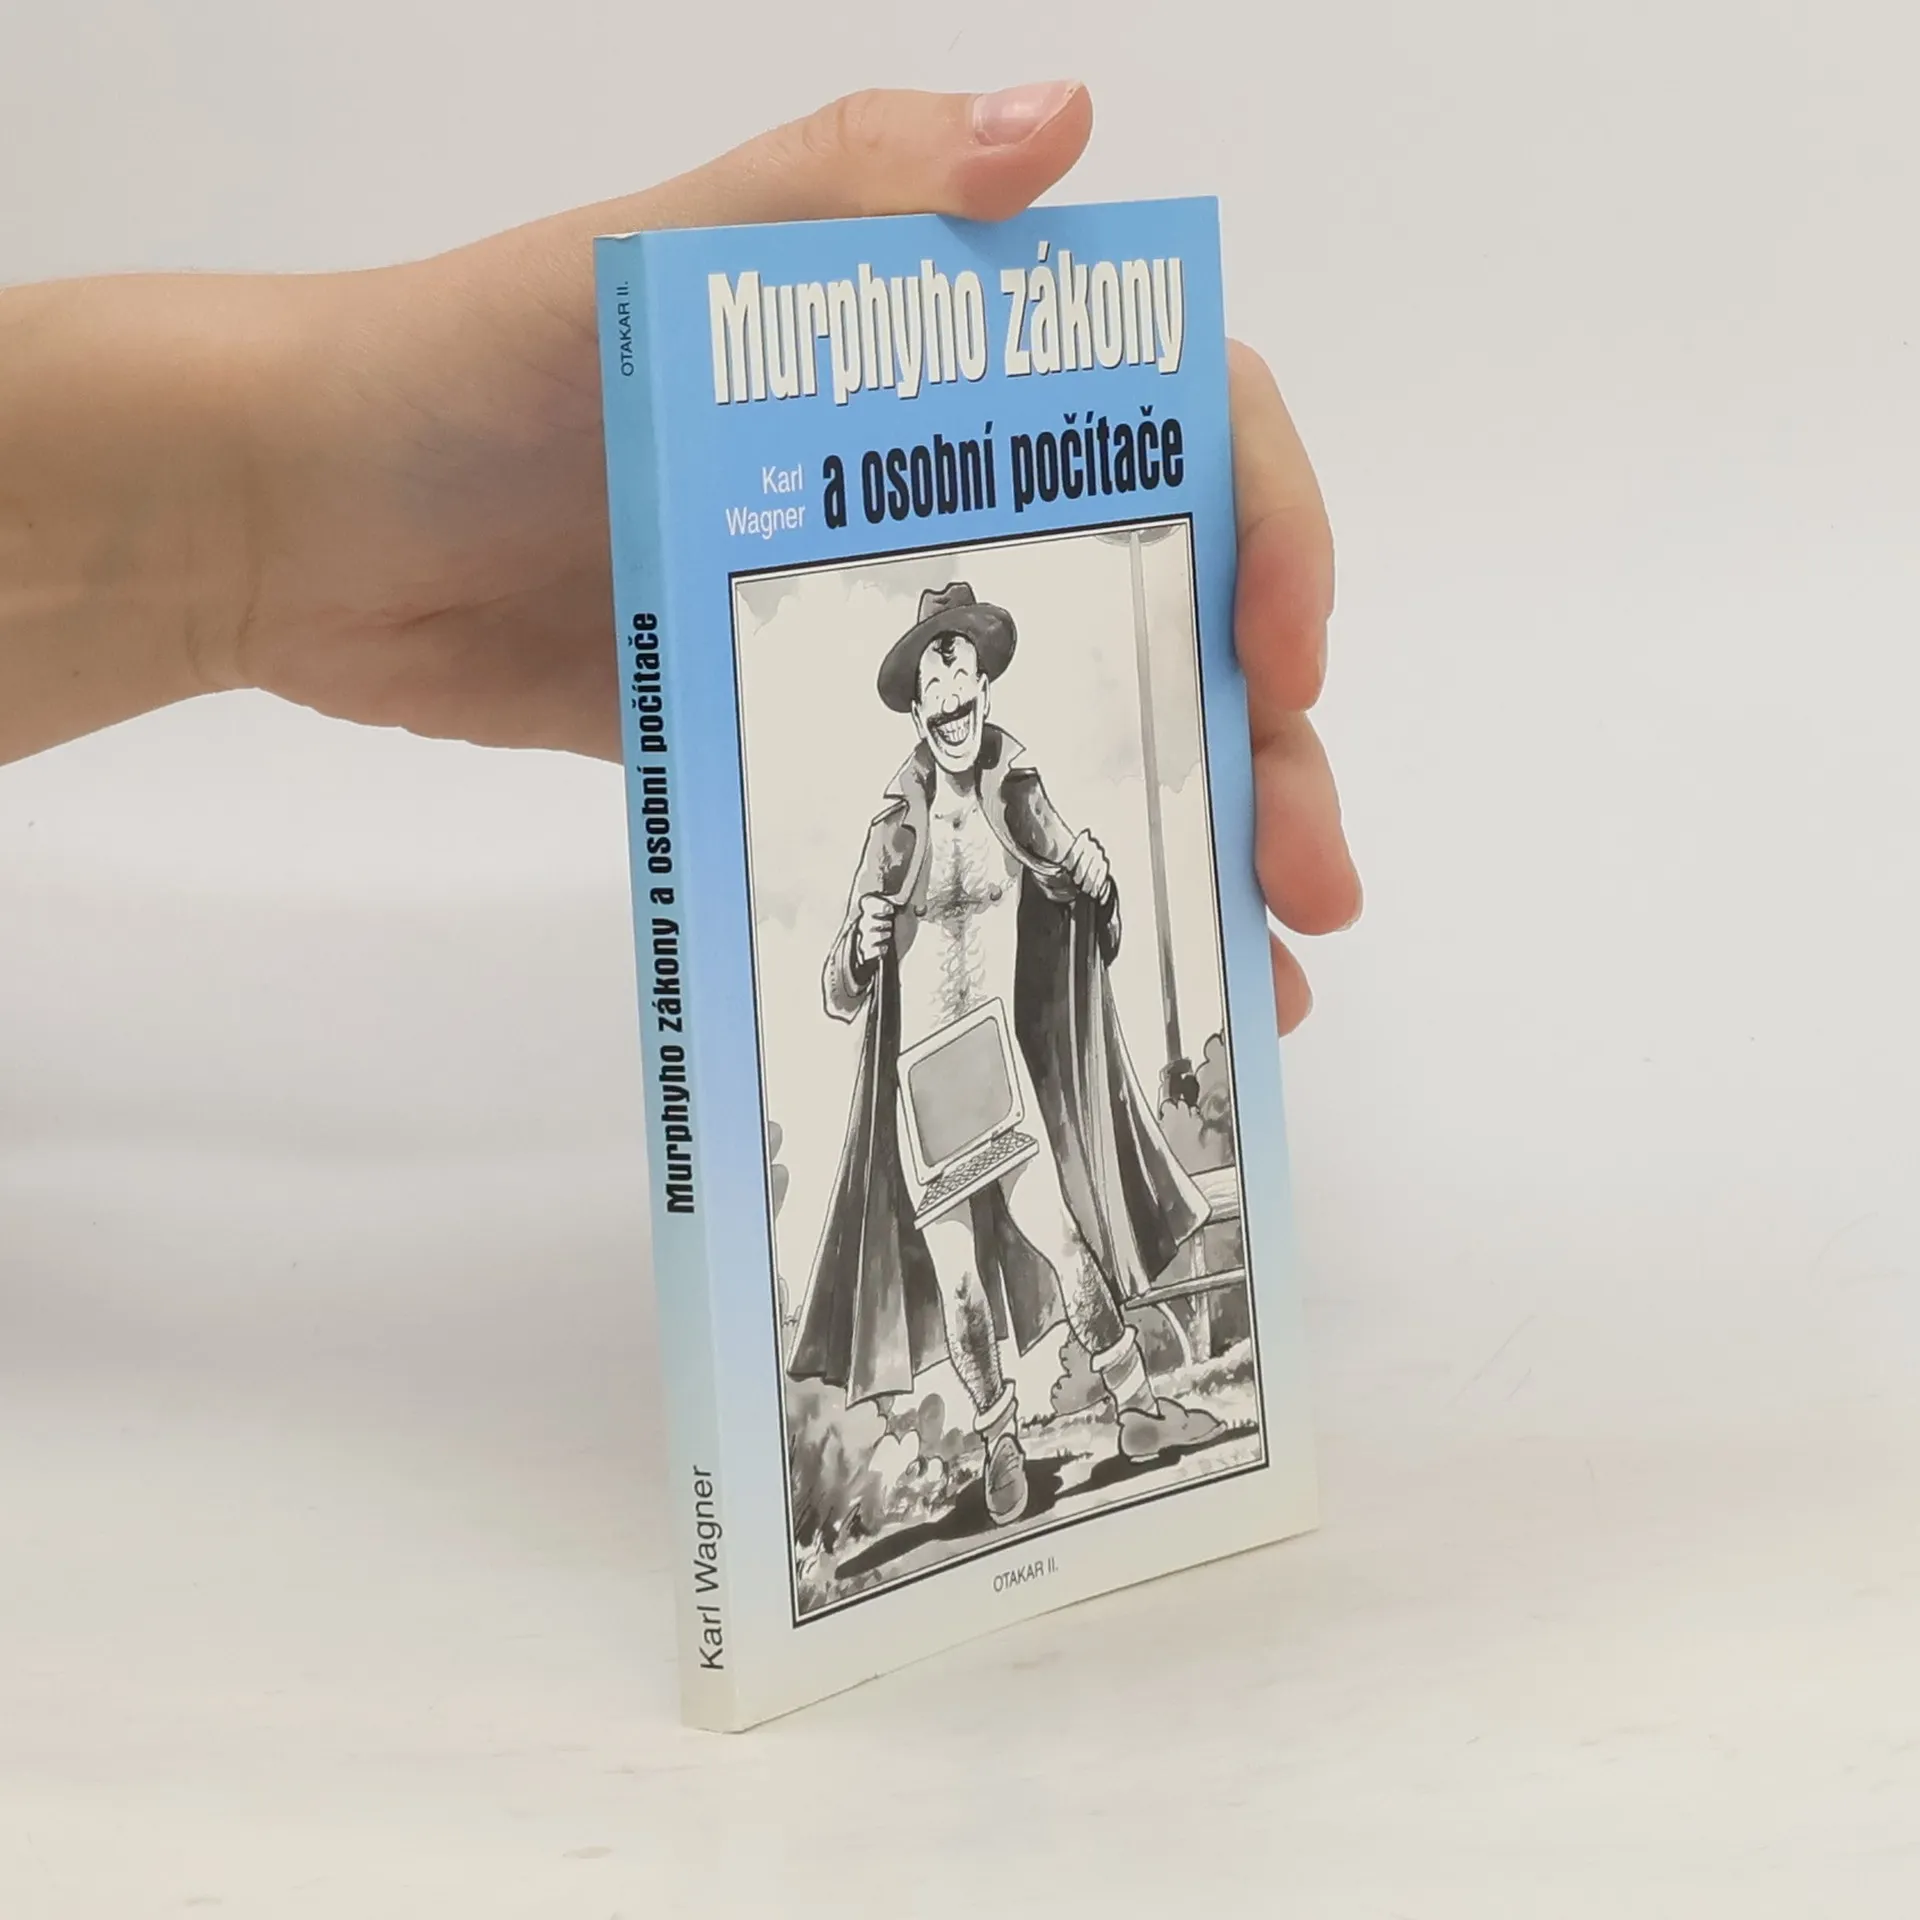 Murphyho zákony
a osobní počítače
Karl
Wagner
OTAKAR II.
OTAKAR II.
Murphyho zákony a osobní počítače
Karl Wagner